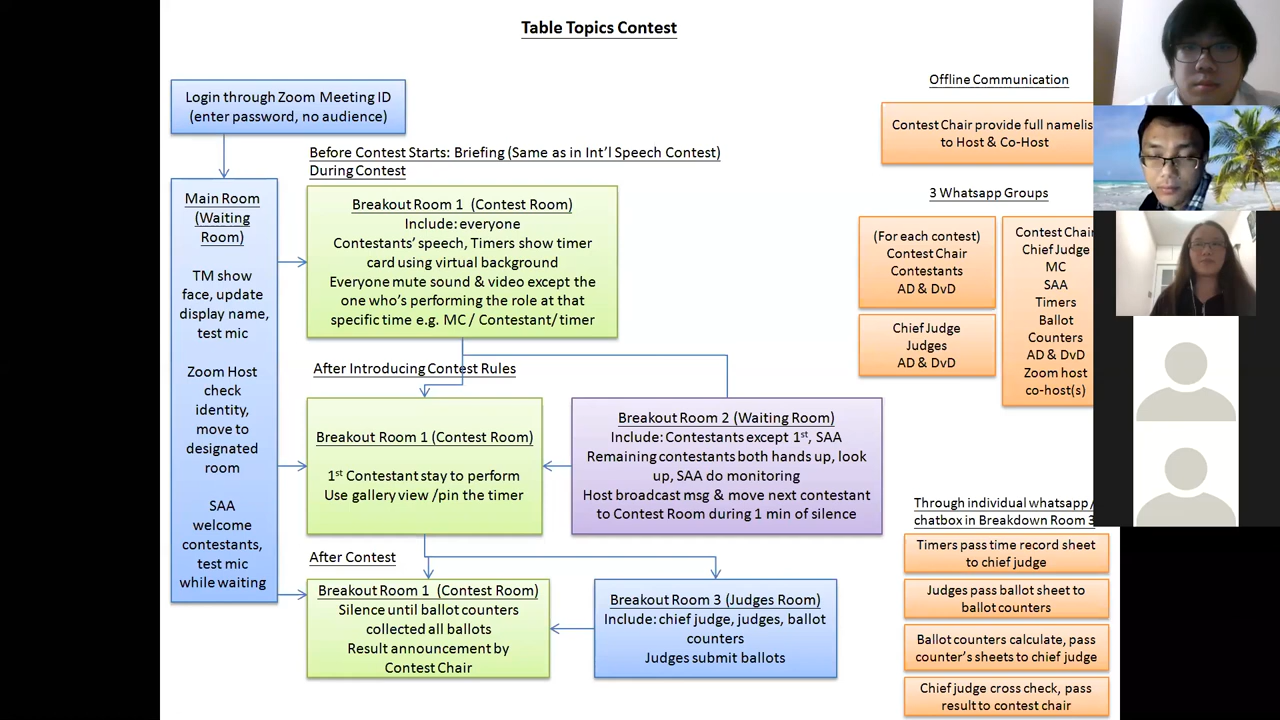 Table Topics Contest
Login through Zoom Meeting ID
(enter password, no audience)
Main Room
(Waiting
Room)
TM show
face, update
display name,
test mic
Zoom Host
check
identity,
move to
designated
room
SAA
welcome
contestants,
test mic
while waiting
Before Contest Starts: Briefing (Same as in Int'l Speech Contest)
During Contest
Breakout Room 1 (Contest Room)
Include: everyone
Contestants' speech, Timers show timer
card using virtual background
Everyone mute sound & video except the
one who's performing the role at that
specific time e.g. MC / Contestant/ timer
After Introducing Contest Rules
Breakout Room 1 (Contest Room)
1st Contestant stay to perform
Use gallery view /pin the timer
Breakout Room 2 (Waiting Room)
Include: Contestants except 1st, SAA
Remaining contestants both hands up, look
up, SAA do monitoring
Host broadcast msg & move next contestant
to Contest Room during 1 min of silence
After Contest
Breakout Room 1 (Contest Room)
Silence until ballot counters
collected all ballots
Result announcement by
Contest Chair
Breakout Room 3 (Judges Room)
Include: chief judge, judges, ballot
counters
Judges submit ballots
Offline Communication
Contest Chair provide full namelis
to Host & Co-Host
3 Whatsapp Groups
(For each contest)
Contest Chair
Contestants
AD & DvD
Chief Judge
Judges
AD & DvD
Contest Chair
Chief Judge
MC
SAA
Timers
Ballot
Counters
AD & DvD
Zoom host
co-host(s)
Through individual whatsapp /
chatbox in Breakdown Room 3
Timers pass time record sheet
to chief judge
Judges pass ballot sheet to
ballot counters
Ballot counters calculate, pass
counter's sheets to chief judge
Chief judge cross check, pass
result to contest chair